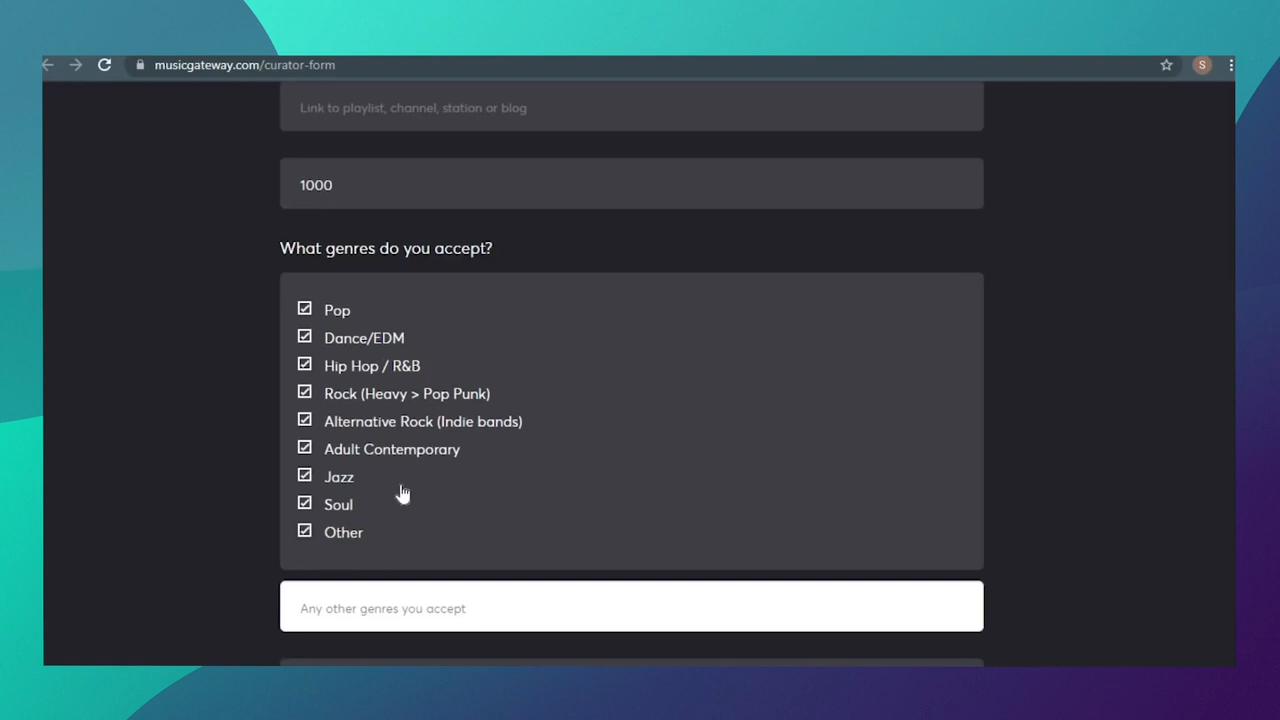 musicgateway.com/curator-form
S
Link to playlist, channel, station or blog
1000
What genres do you accept?
Pop
Dance/EDM
Hip Hop / R&B
Rock (Heavy > Pop Punk)
Alternative Rock (Indie bands)
Adult Contemporary
Jazz
Soul
Other
Any other genres you accept